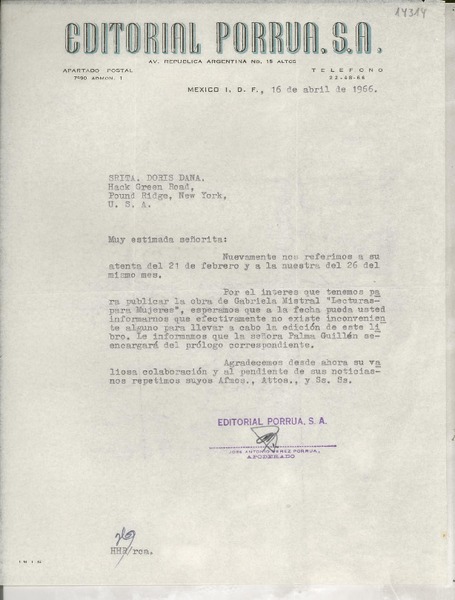 14314
EDITORIAL PORRUA, S.A.
AV. REPUBLICA ARGENTINA No. 15 ALTOS
APARTADO POSTAL
7990 ADMON. 1
TELEFONO
22-48-64
MEXICO 1. D. F., 16 de abril de 1966.
SRITA. DORIS DANA.
Hack Green Road,
Pound Ridge, New York,
U. S. A.
Muy estimada señorita:
Nuevamente nos referimos a su
atenta del 21 de febrero y a la nuestra del 26 del
mismo mes.
Por el interes que tenemos pa
ra publicar la obra de Gabriela Mistral "Lecturas-
para Mujeres", esperamos que a la fecha pueda usted
informarnos que efectivamente no existe inconvenien
te alguno para llevar a cabo la edición de este li
bro. Le informamos que la señora Palma Guillén se-
encargará del prólogo correspondiente.
Agradecemos desde ahora su va
liosa colaboración y al pendiente de sus noticias-
nos repetimos suyos Afmos., Attos., y Ss. Ss.
EDITORIAL PORRUA, S. A.
JOSE ANTONIO PEREZ PORRUA,
APODERADO
HHE/rca.